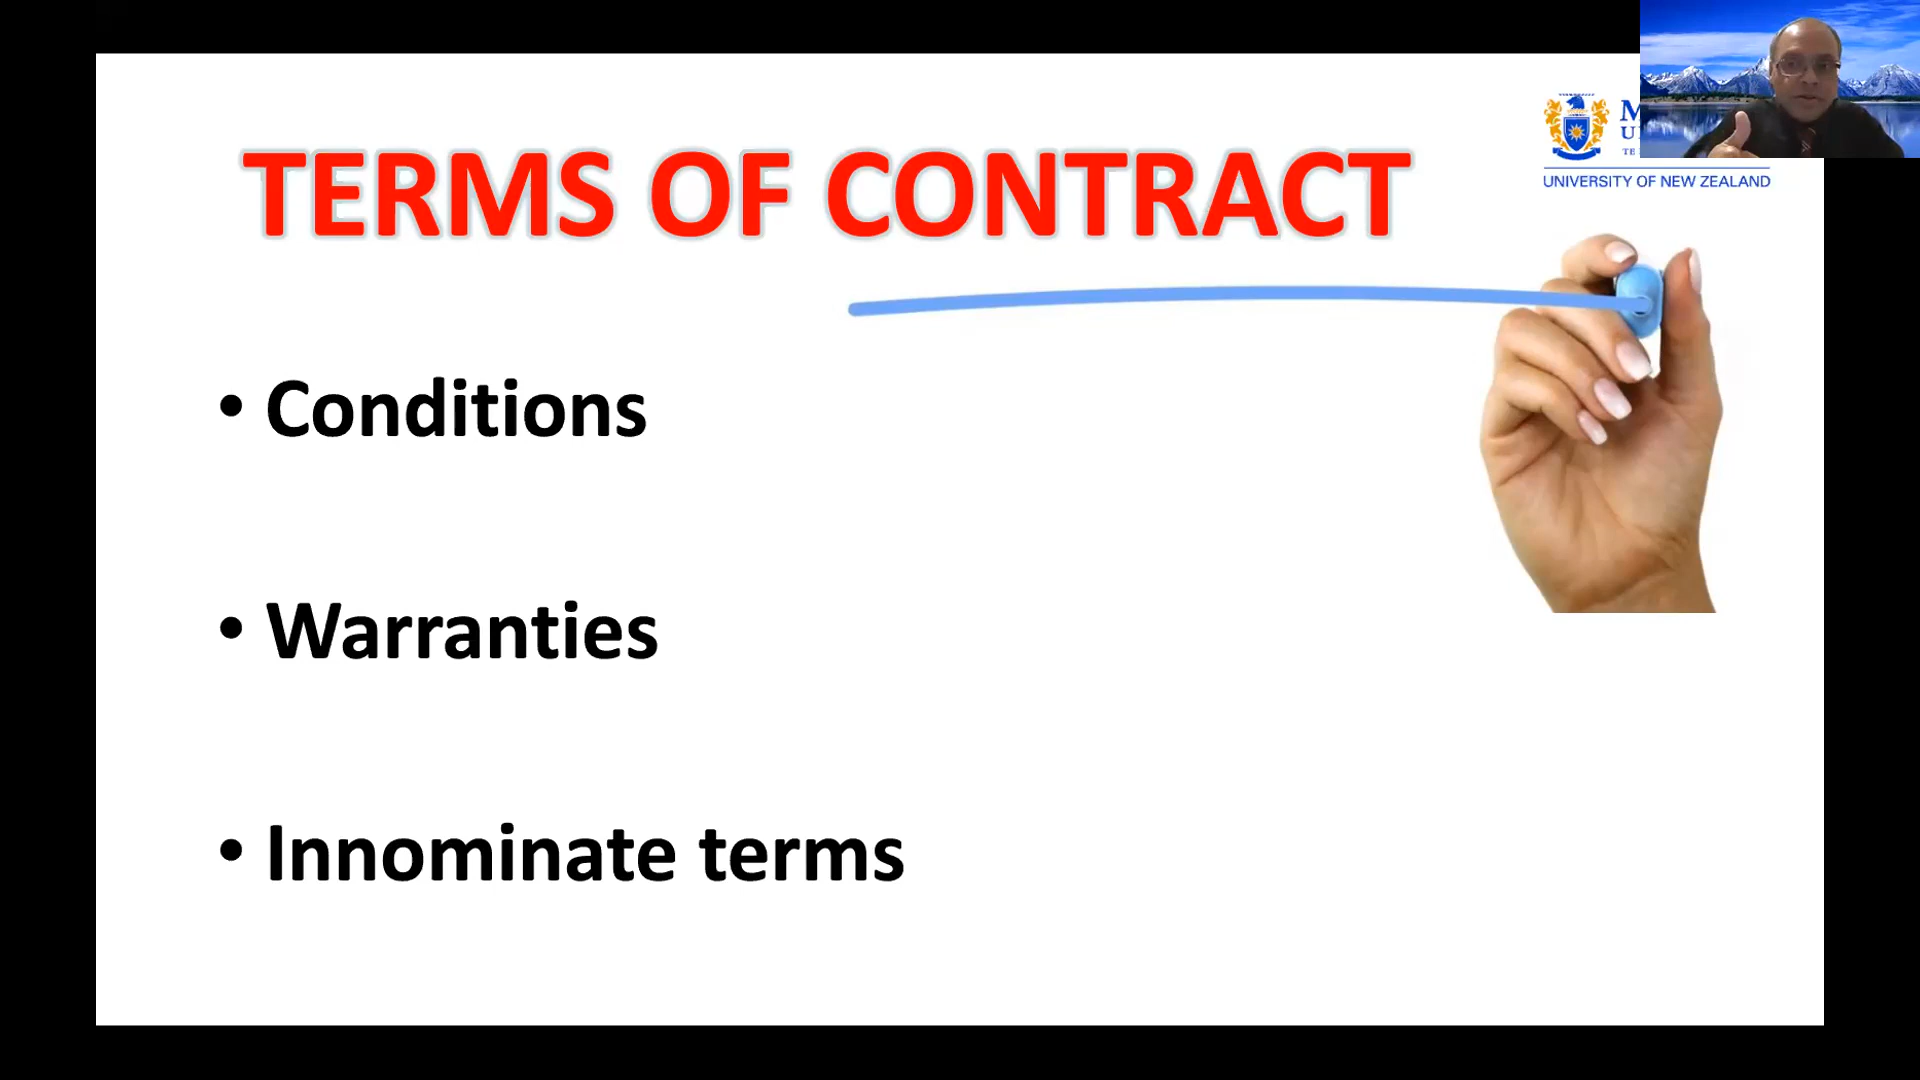 TERMS OF CONTRACT
UNIVERSITY OF NEW ZEALAND
• Conditions
• Warranties
• Innominate terms